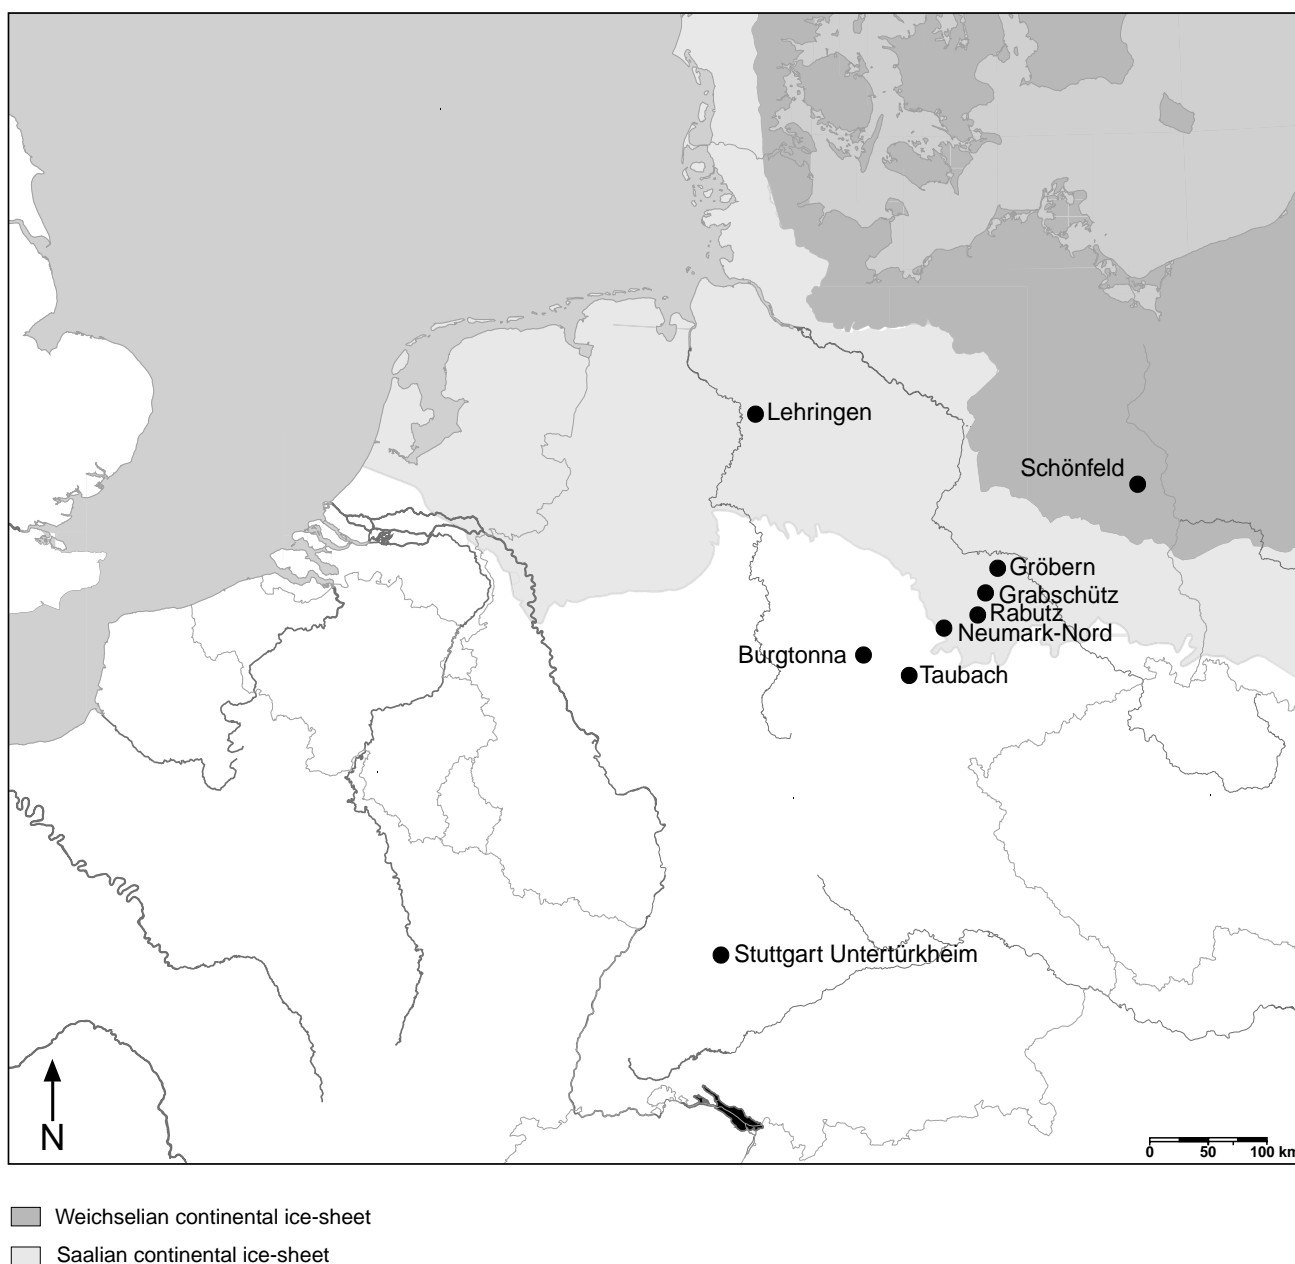 Lehringen
Schönfeld
Gröbern
Grabschütz
Rabutz
Neumark-Nord
Burgtonna
Taubach
Stuttgart Untertürkheim
N
0 50 100 km
Weichselian continental ice-sheet
Saalian continental ice-sheet